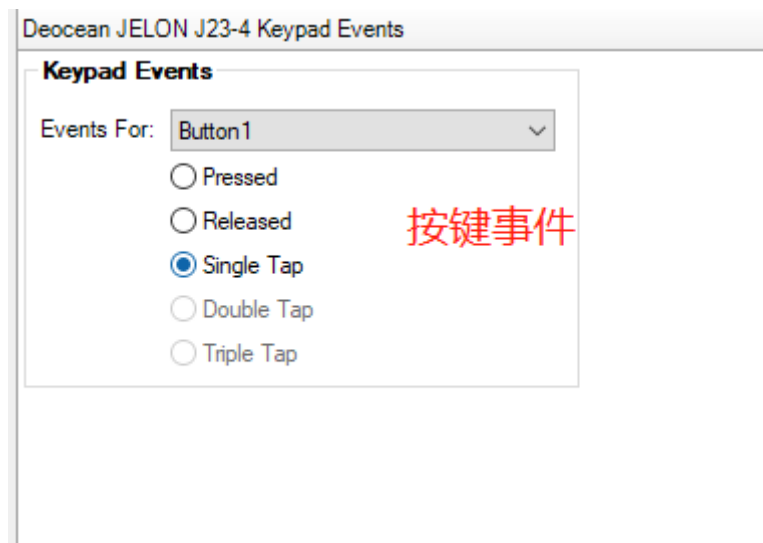 Deocean JELON J23-4 Keypad Events
Keypad Events
Events For: Button1
Pressed
Released
按键事件
Single Tap
Double Tap
Triple Tap